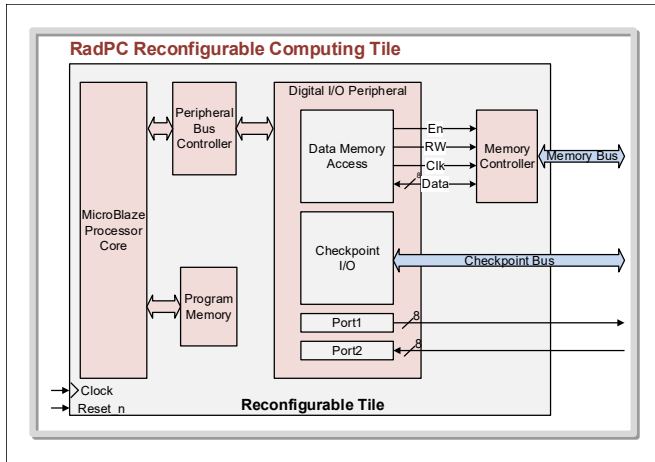 RadPC Reconfigurable Computing Tile
MicroBlaze
Processor
Core
Peripheral
Bus
Controller
Program
Memory
Digital I/O Peripheral
Data Memory
Access
En
RW
Clk
8
Data
Memory
Controller
Memory Bus
Checkpoint
I/O
Checkpoint Bus
Port1
8
Port2
8
Clock
Reset_n
Reconfigurable Tile